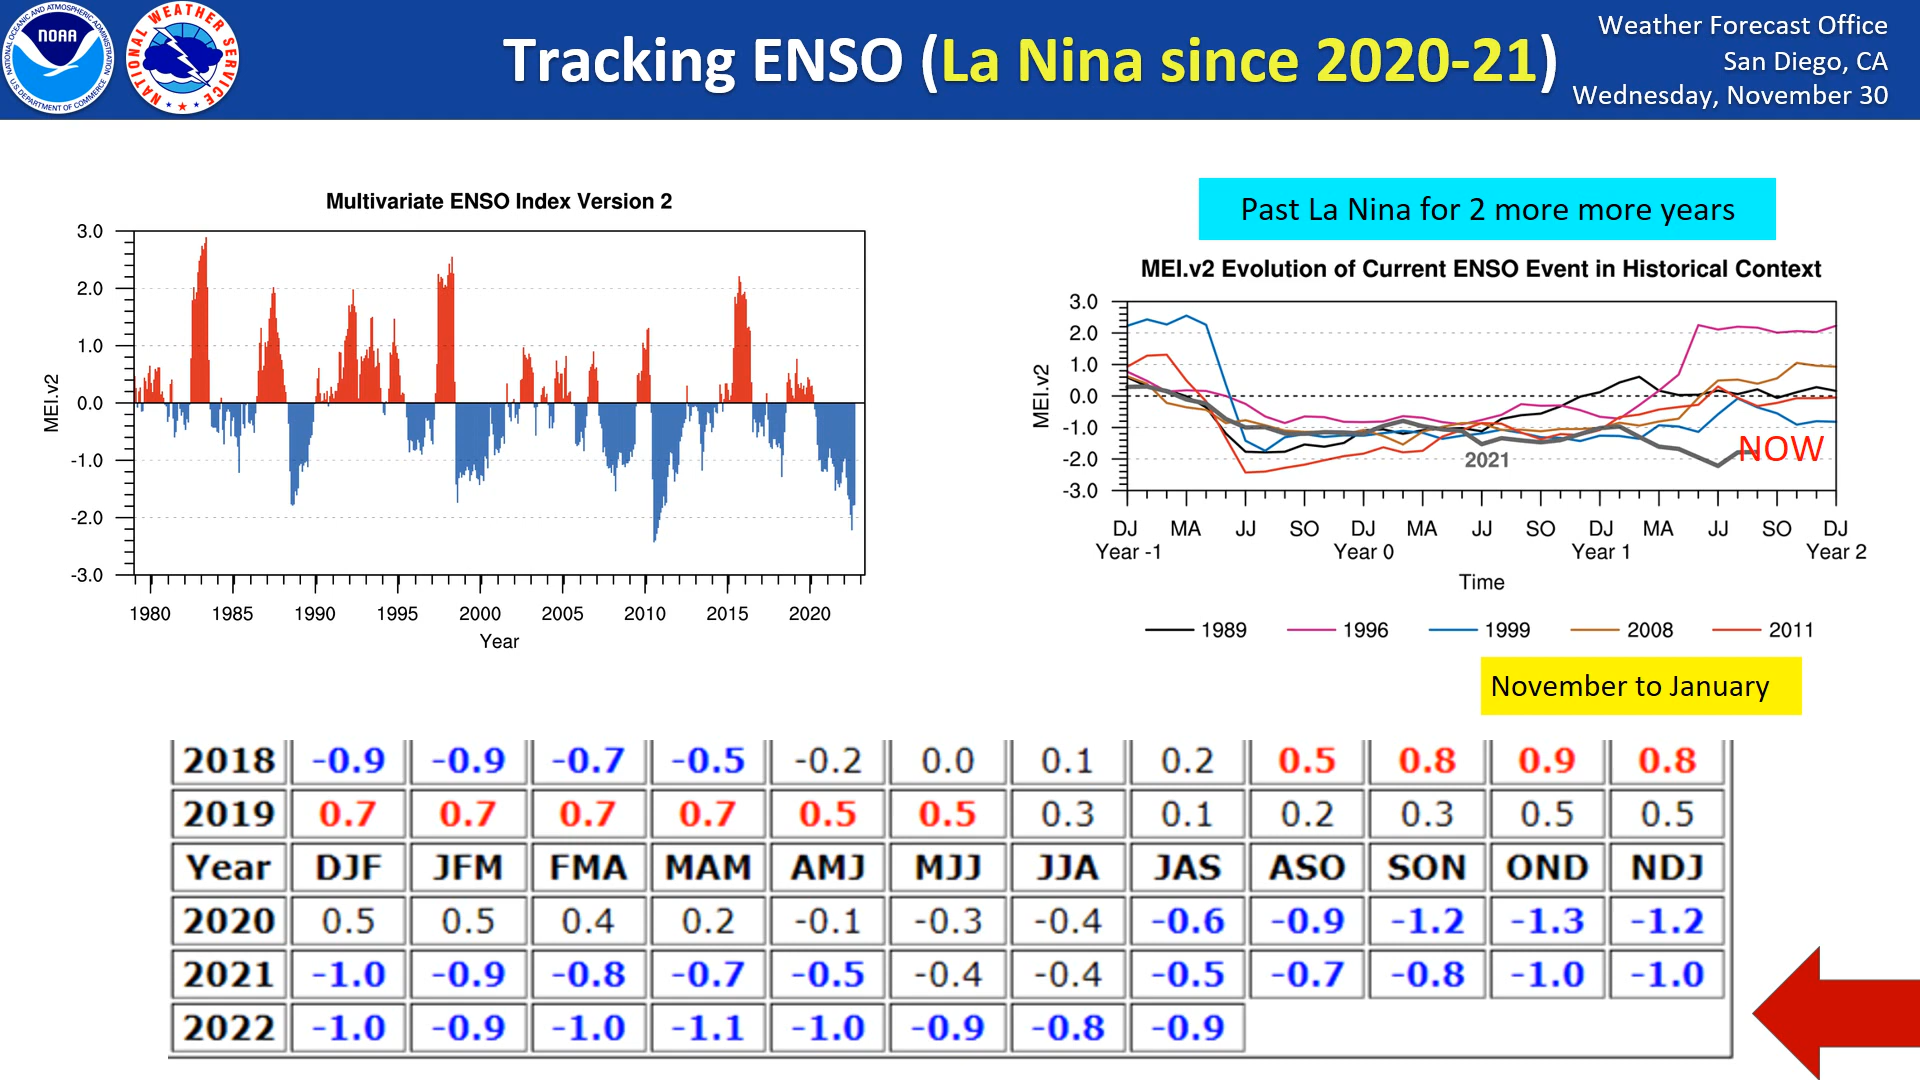 NOAA
NATIONAL OCEANIC AND ATMOSPHERIC ADMINISTRATION
U.S. DEPARTMENT OF COMMERCE
NATIONAL WEATHER SERVICE
Tracking ENSO (La Nina since 2020-21)
Weather Forecast Office
San Diego, CA
Wednesday, November 30
Multivariate ENSO Index Version 2
3.0
2.0
1.0
0.0
-1.0
-2.0
-3.0
MEI.v2
1980 1985 1990 1995 2000 2005 2010 2015 2020
Year
Past La Nina for 2 more more years
MEI.v2 Evolution of Current ENSO Event in Historical Context
3.0
2.0
1.0
0.0
-1.0
-2.0
-3.0
MEI.v2
2021
NOW
DJ MA JJ SO DJ MA JJ SO DJ MA JJ SO DJ
Year -1 Year 0 Year 1 Year 2
Time
1989 1996 1999 2008 2011
November to January
2018 -0.9 -0.9 -0.7 -0.5 -0.2 0.0 0.1 0.2 0.5 0.8 0.9 0.8
2019 0.7 0.7 0.7 0.7 0.5 0.5 0.3 0.1 0.2 0.3 0.5 0.5
Year DJF JFM FMA MAM AMJ MJJ JJA JAS ASO SON OND NDJ
2020 0.5 0.5 0.4 0.2 -0.1 -0.3 -0.4 -0.6 -0.9 -1.2 -1.3 -1.2
2021 -1.0 -0.9 -0.8 -0.7 -0.5 -0.4 -0.4 -0.5 -0.7 -0.8 -1.0 -1.0
2022 -1.0 -0.9 -1.0 -1.1 -1.0 -0.9 -0.8 -0.9